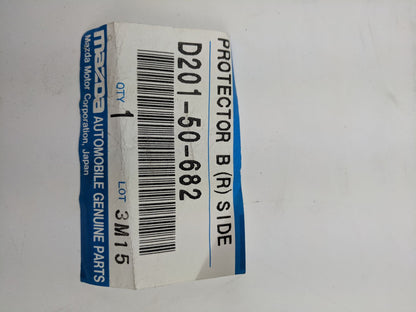 PROTECTOR B (R) SIDE
D201-50-682
QTY 1 LOT 3M15
mazda AUTOMOBILE GENUINE PARTS
Mazda Motor Corporation, Japan